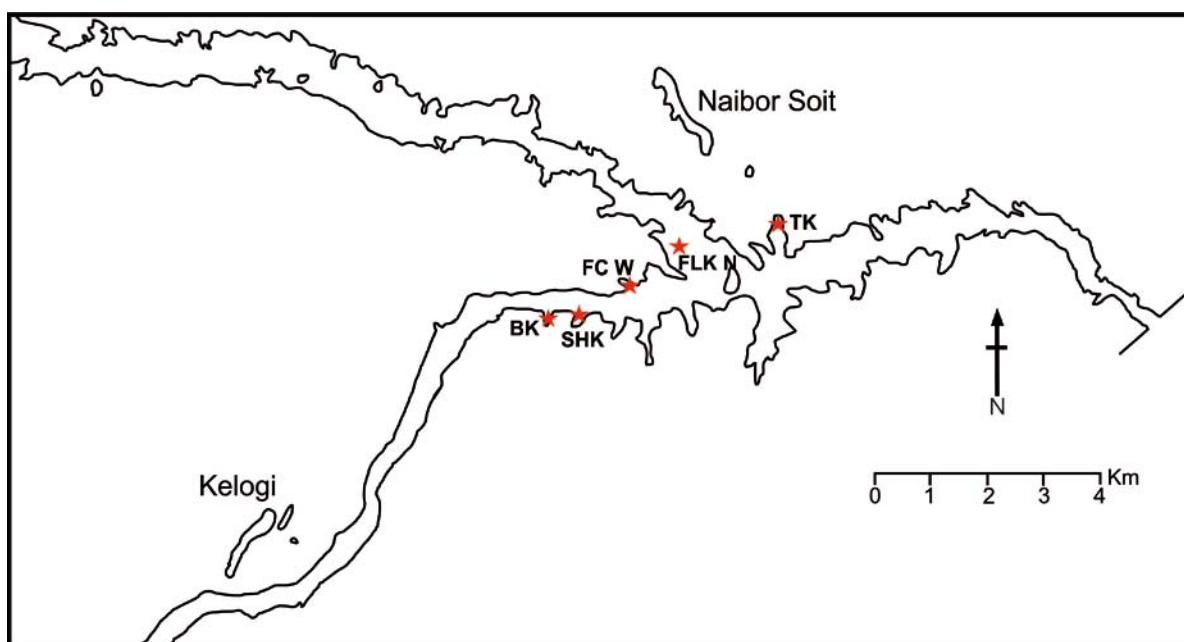 Naibor Soit
TK
FLK N
FC W
BK
SHK
N
Kelogi
Km
0 1 2 3 4